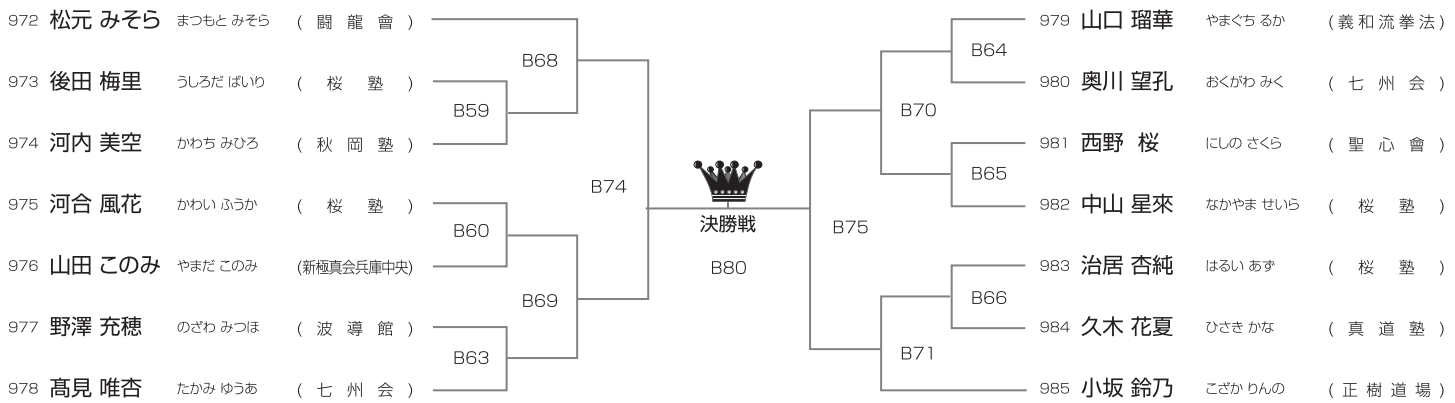 972 松元 みそら まつもと みそら ( 闘 龍 會 )
973 後田 梅里 うしろだ ばいり ( 桜 塾 )
974 河内 美空 かわち みひろ ( 秋 岡 塾 )
975 河合 風花 かわい ふうか ( 桜 塾 )
976 山田 このみ やまだ このみ (新極真会兵庫中央)
977 野澤 充穂 のざわ みつほ ( 波 導 館 )
978 髙見 唯杏 たかみ ゆうあ ( 七 州 会 )
B68
B59
B74
B60
B69
B63
決勝戦
B80
B64
B70
B65
B75
B66
B71
979 山口 瑠華 やまぐち るか (義和流拳法)
980 奥川 望孔 おくがわ みく ( 七 州 会 )
981 西野 桜 にしの さくら ( 聖 心 會 )
982 中山 星來 なかやま せいら ( 桜 塾 )
983 治居 杏純 はるい あず ( 桜 塾 )
984 久木 花夏 ひさき かな ( 真 道 塾 )
985 小坂 鈴乃 こざか りんの ( 正 樹 道 場 )